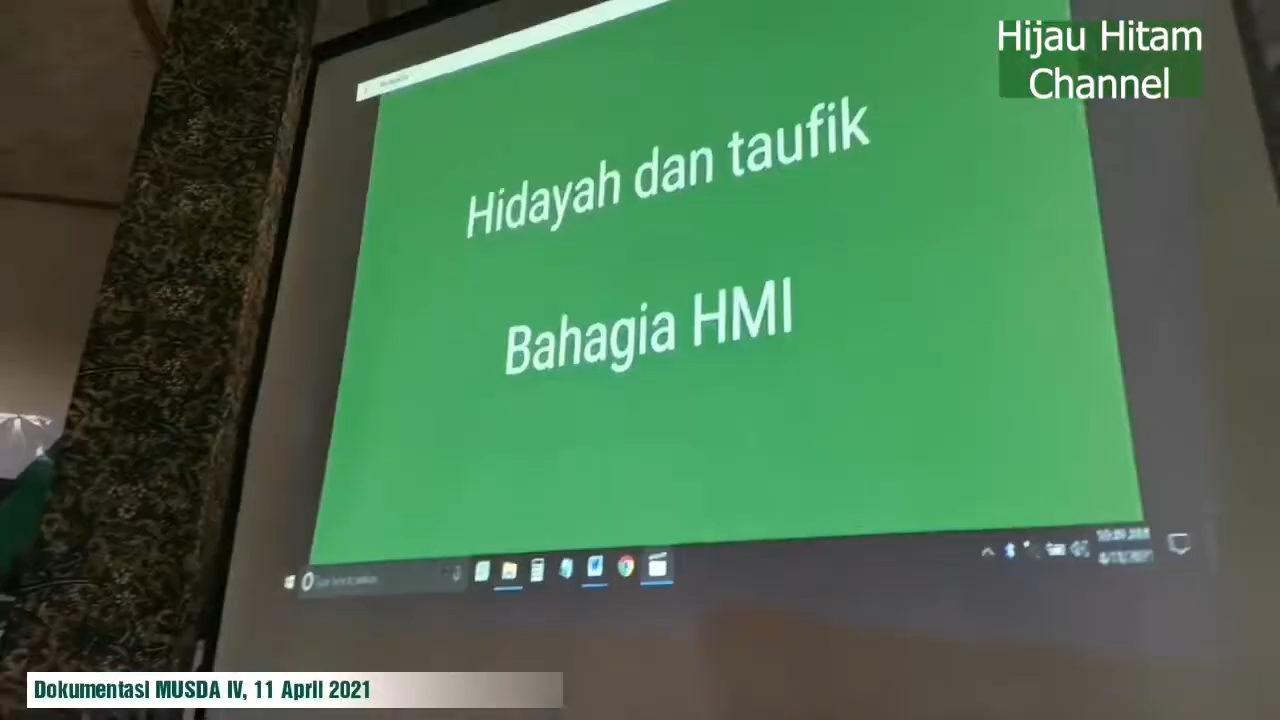 Hijau Hitam
Channel
Hidayah dan taufik
Bahagia HMI
Dokumentasi MUSDA IV, 11 April 2021